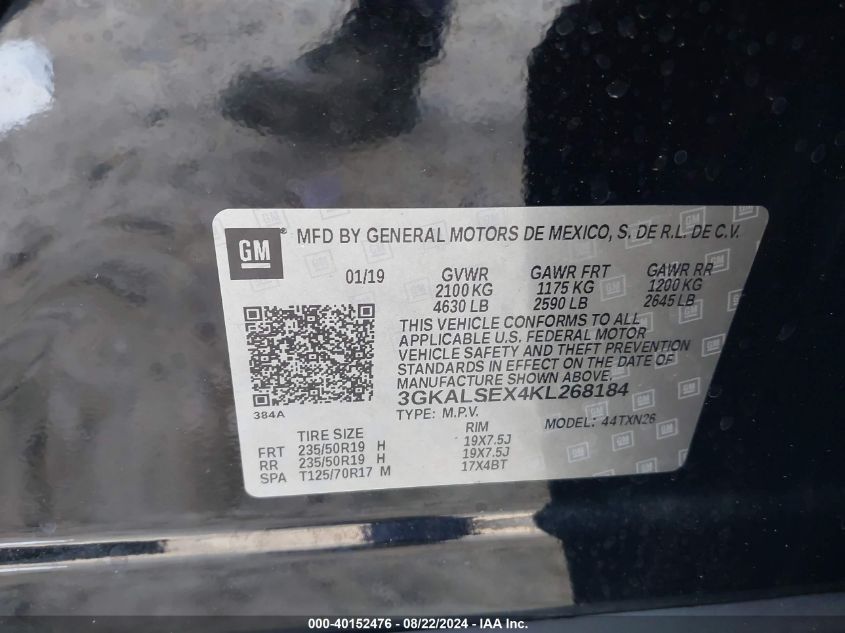 GM
® MFD BY GENERAL MOTORS DE MEXICO, S. DE R.L. DE C.V.
01/19 GVWR GAWR FRT GAWR RR
2100 KG 1175 KG 1200 KG
4630 LB 2590 LB 2645 LB
THIS VEHICLE CONFORMS TO ALL
APPLICABLE U.S. FEDERAL MOTOR
VEHICLE SAFETY AND THEFT PREVENTION
STANDARDS IN EFFECT ON THE DATE OF
MANUFACTURE.
3GKALSEX4KL268184
384A
TYPE: M.P.V. MODEL: 44TXN26
TIRE SIZE RIM
FRT 235/50R19 H 19X7.5J
RR 235/50R19 H 19X7.5J
SPA T125/70R17 M 17X4BT
000-40152476 - 08/22/2024 - IAA Inc.